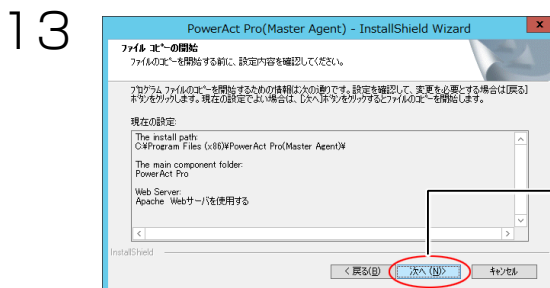 13
PowerAct Pro(Master Agent) - InstallShield Wizard
x
ファイル コピーの開始
ファイルのコピーを開始する前に、設定内容を確認してください。
プログラム ファイルのコピーを開始するための情報は次の通りです。設定を確認して、変更を必要とする場合は[戻る]
ボタンをクリックします。現在の設定でよい場合は、[次へ]ボタンをクリックするとファイルのコピーを開始します。
現在の設定:
The install path:
C:¥Program Files (x86)¥PowerAct Pro(Master Agent)¥
The main component folder:
PowerAct Pro
Web Server:
Apache Webサーバを使用する
InstallShield
< 戻る(B)
次へ (N)>
キャンセル